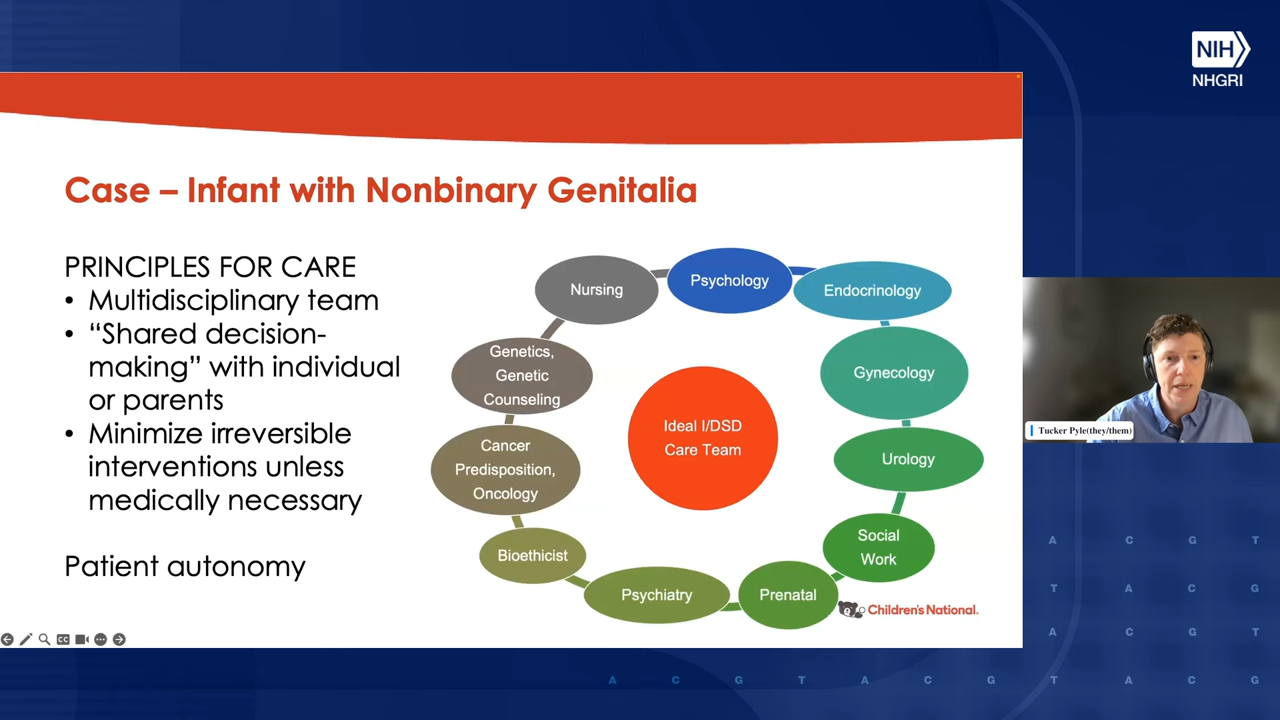 NIH
NHGRI
Case – Infant with Nonbinary Genitalia
PRINCIPLES FOR CARE
• Multidisciplinary team
• “Shared decision-
making” with individual
or parents
• Minimize irreversible
interventions unless
medically necessary
Patient autonomy
Nursing
Psychology
Endocrinology
Genetics,
Genetic
Counseling
Gynecology
Ideal I/DSD
Care Team
Cancer
Predisposition,
Oncology
Urology
Bioethicist
Social
Work
Psychiatry
Prenatal
Children's National.
Tucker Pyle(they/them)
CC
A C G T
T A C G
A C G T
A C G T A C G T A C G